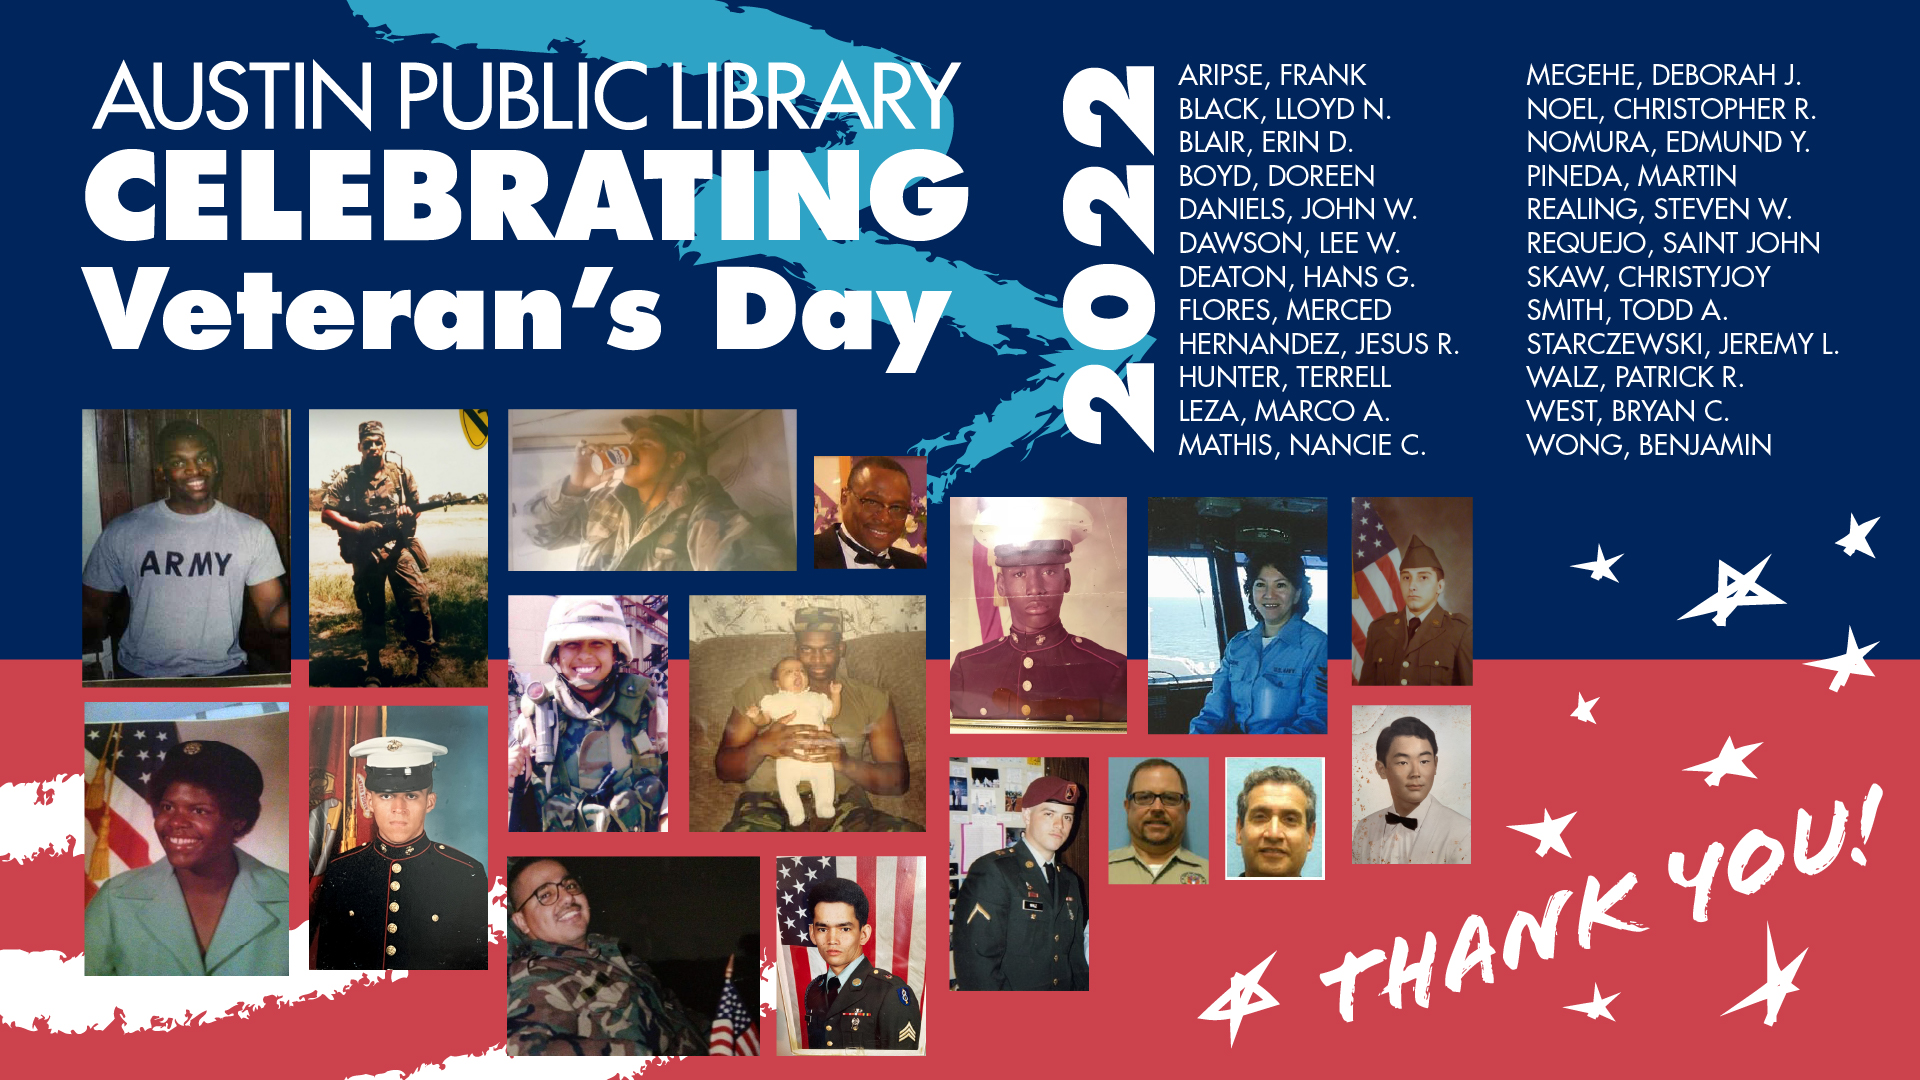 AUSTIN PUBLIC LIBRARY
CELEBRATING
Veteran's Day
2022
ARIPSE, FRANK
BLACK, LLOYD N.
BLAIR, ERIN D.
BOYD, DOREEN
DANIELS, JOHN W.
DAWSON, LEE W.
DEATON, HANS G.
FLORES, MERCED
HERNANDEZ, JESUS R.
HUNTER, TERRELL
LEZA, MARCO A.
MATHIS, NANCIE C.
MEGEHE, DEBORAH J.
NOEL, CHRISTOPHER R.
NOMURA, EDMUND Y.
PINEDA, MARTIN
REALING, STEVEN W.
REQUEJO, SAINT JOHN
SKAW, CHRISTYJOY
SMITH, TODD A.
STARCZEWSKI, JEREMY L.
WALZ, PATRICK R.
WEST, BRYAN C.
WONG, BENJAMIN
ARMY
THANK YOU!